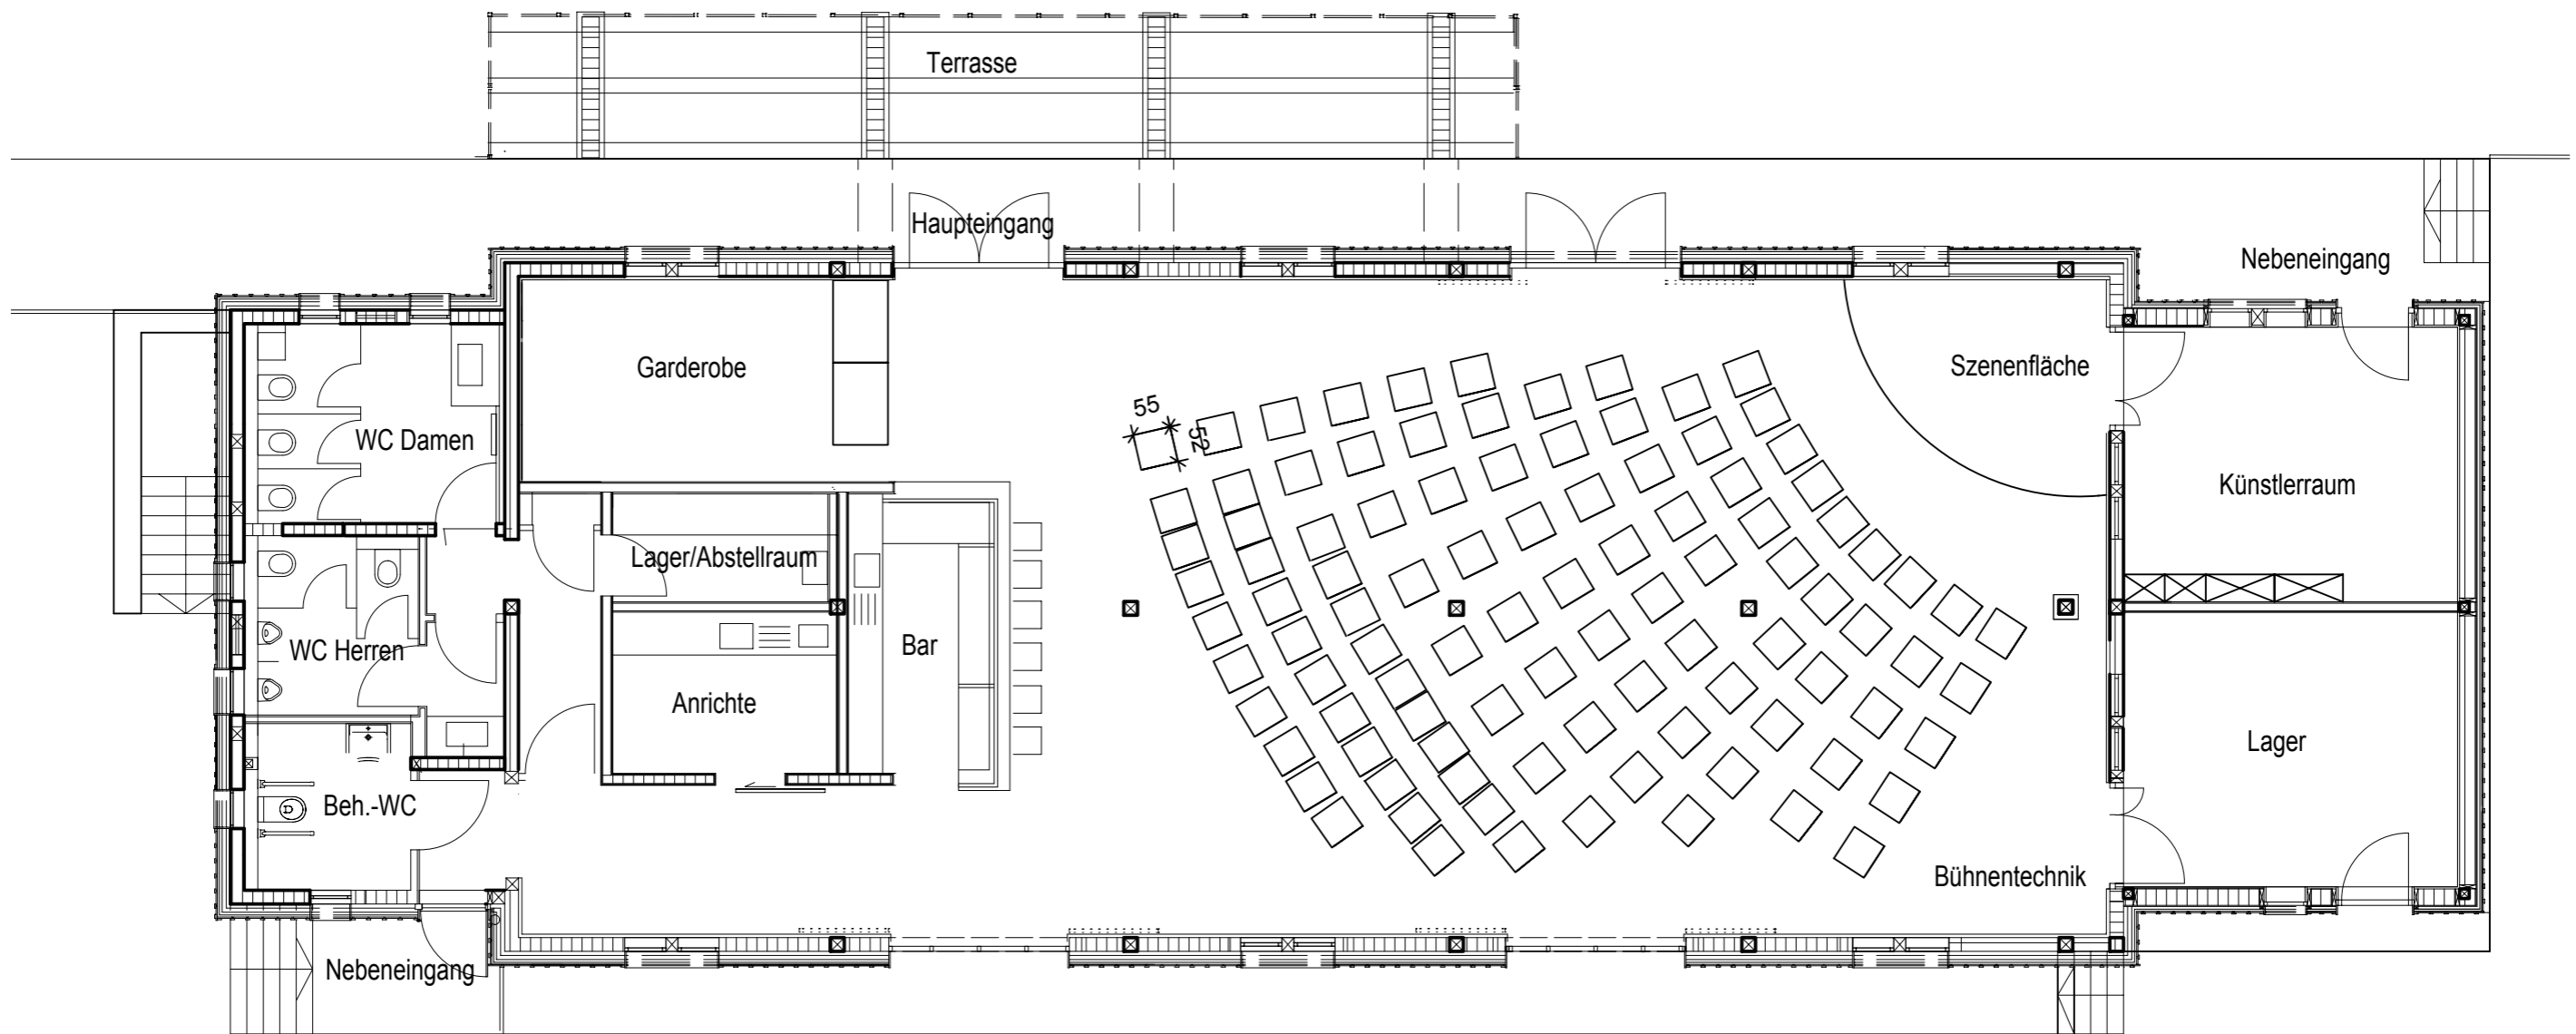 Terrasse
Haupteingang
Nebeneingang
Garderobe
Szenenfläche
55
52
WC Damen
Künstlerraum
Lager/Abstellraum
WC Herren
Bar
Anrichte
Lager
Beh.-WC
Bühnentechnik
Nebeneingang